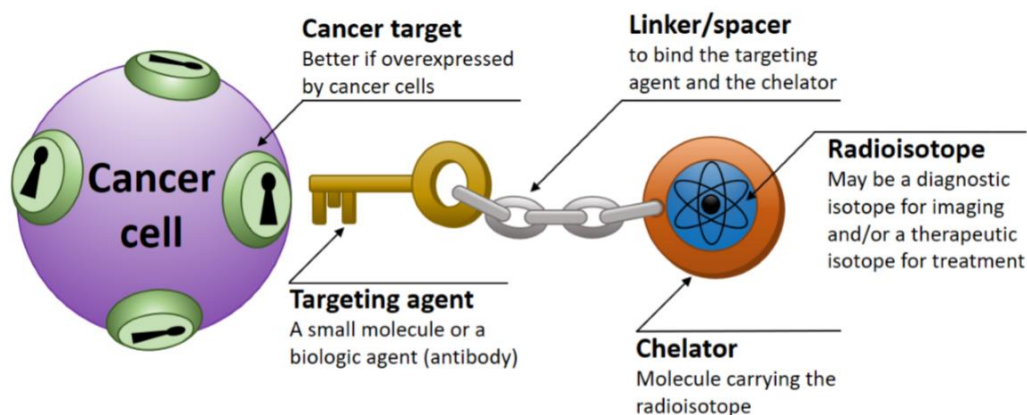 Cancer target
Better if overexpressed
by cancer cells
Linker/spacer
to bind the targeting
agent and the chelator
Radioisotope
May be a diagnostic
isotope for imaging
and/or a therapeutic
isotope for treatment
Cancer
cell
Targeting agent
A small molecule or a
biologic agent (antibody)
Chelator
Molecule carrying the
radioisotope